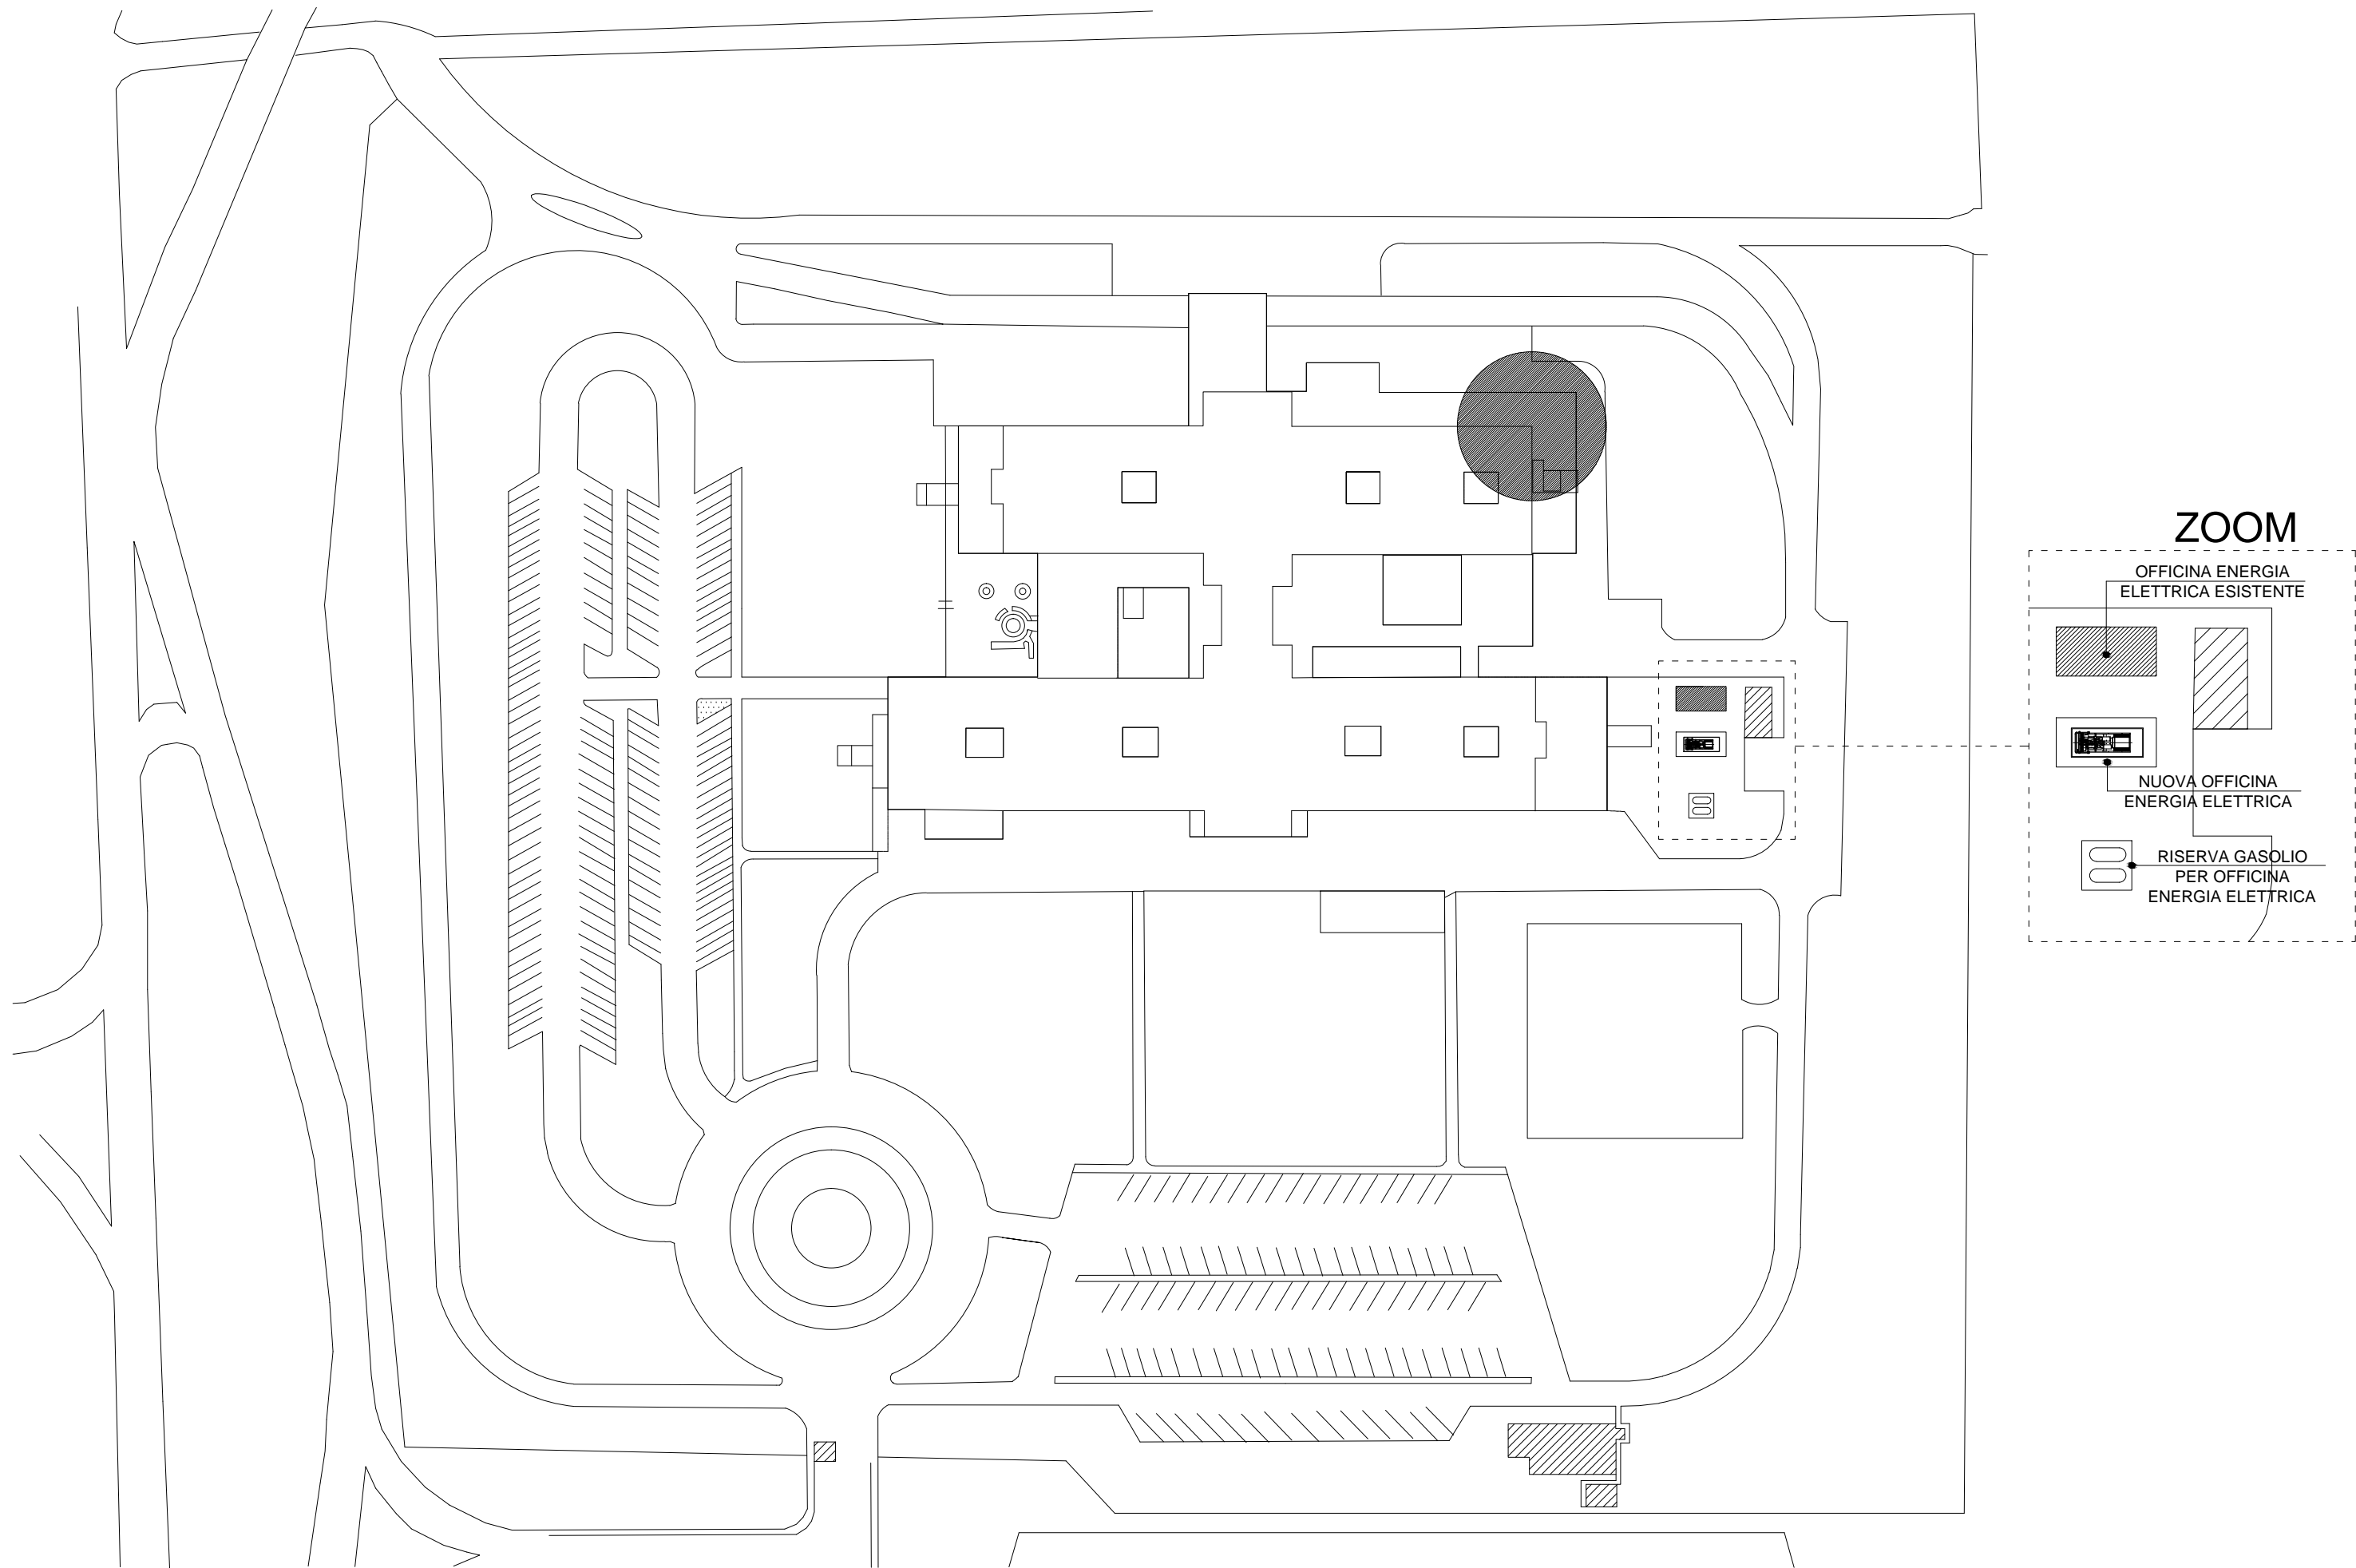 ZOOM
OFFICINA ENERGIA
ELETTRICA ESISTENTE
NUOVA OFFICINA
ENERGIA ELETTRICA
RISERVA GASOLIO
PER OFFICINA
ENERGIA ELETTRICA